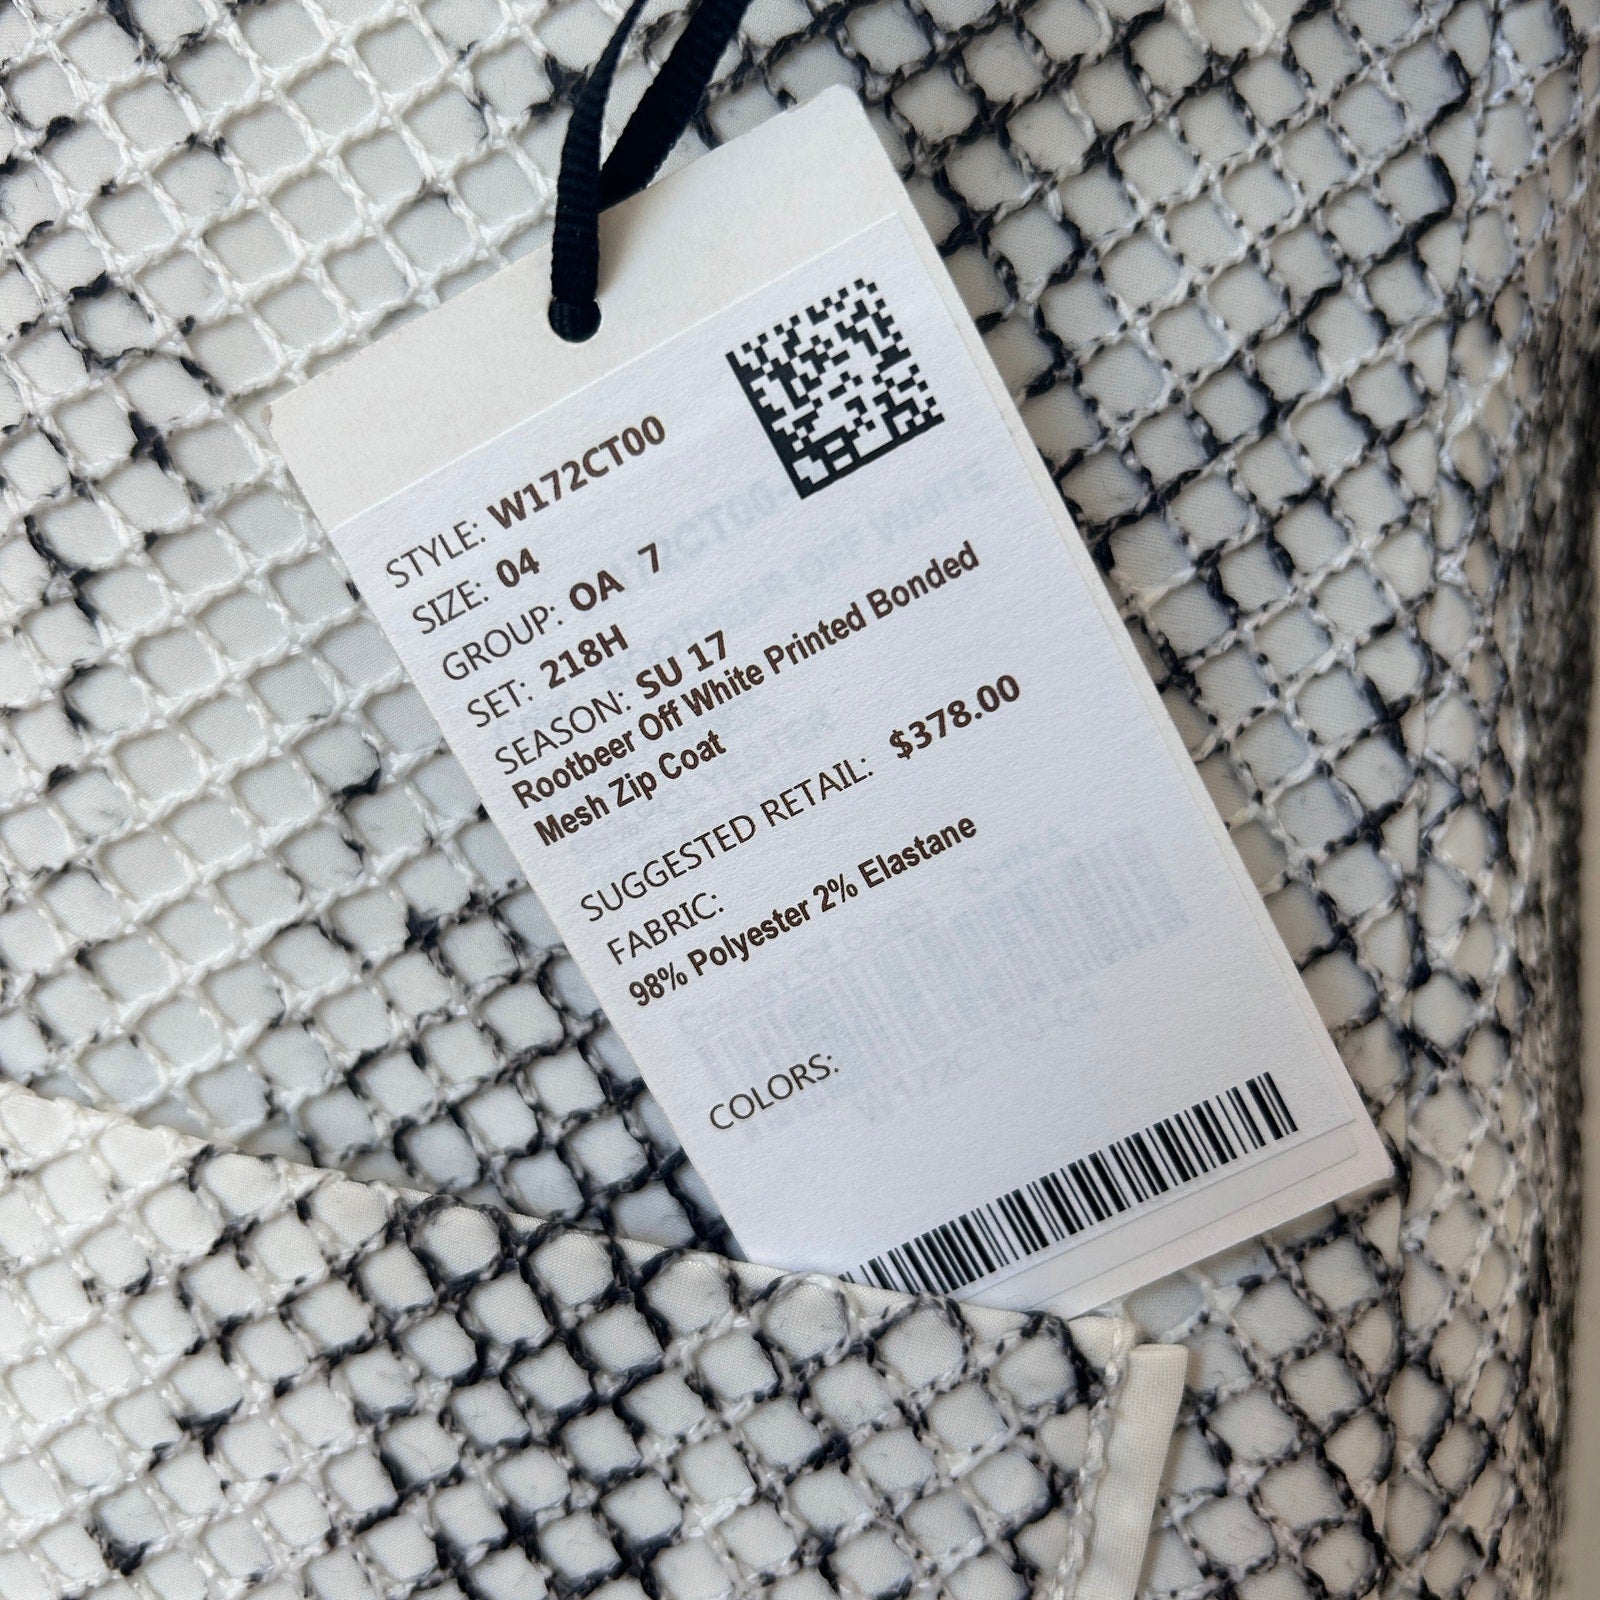 STYLE: W172CT00
SIZE: 04
GROUP: OA 7
SET: 218H
SEASON: SU 17
Rootbeer Off White Printed Bonded
Mesh Zip Coat
SUGGESTED RETAIL: $378.00
FABRIC:
98% Polyester 2% Elastane
COLORS: